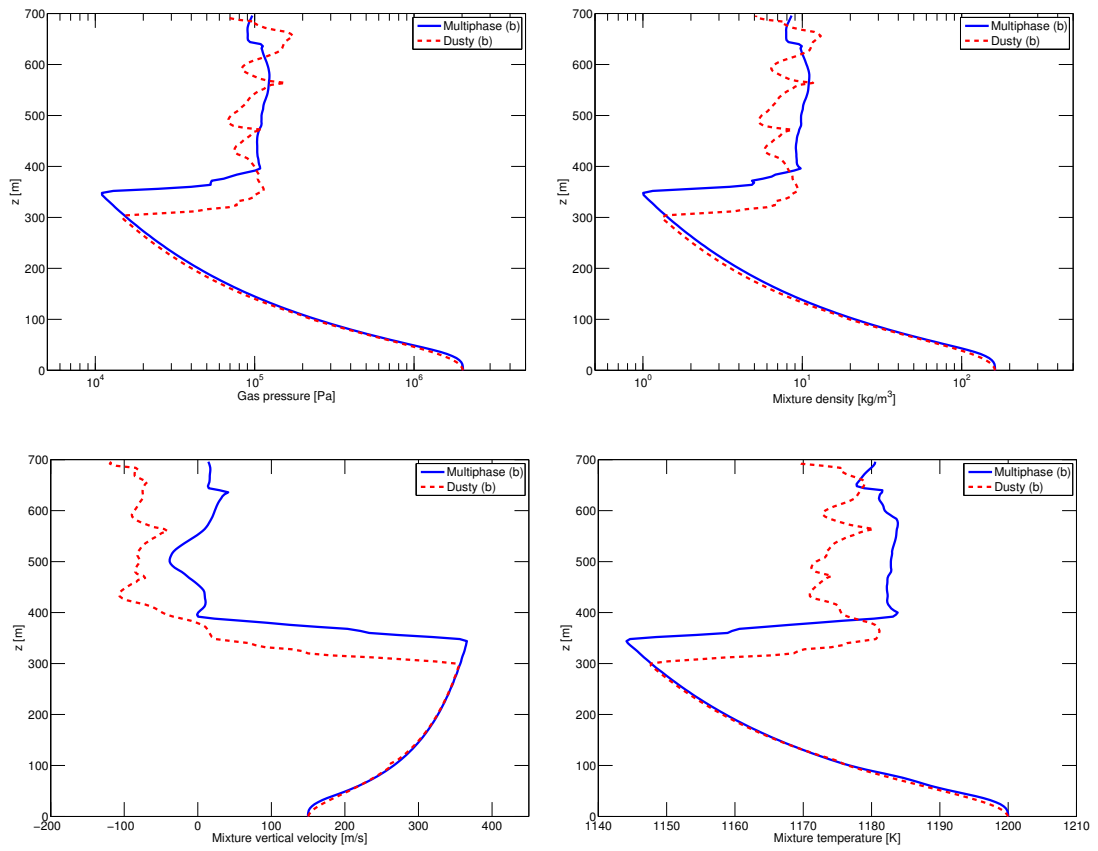 700
600
500
400
300
200
100
0
z [m]
10^4 10^5 10^6
Gas pressure [Pa]
Multiphase (b)
Dusty (b)
700
600
500
400
300
200
100
0
z [m]
10^0 10^1 10^2
Mixture density [kg/m^3]
Multiphase (b)
Dusty (b)
700
600
500
400
300
200
100
0
z [m]
−200 −100 0 100 200 300 400
Mixture vertical velocity [m/s]
Multiphase (b)
Dusty (b)
700
600
500
400
300
200
100
0
z [m]
1140 1150 1160 1170 1180 1190 1200 1210
Mixture temperature [K]
Multiphase (b)
Dusty (b)